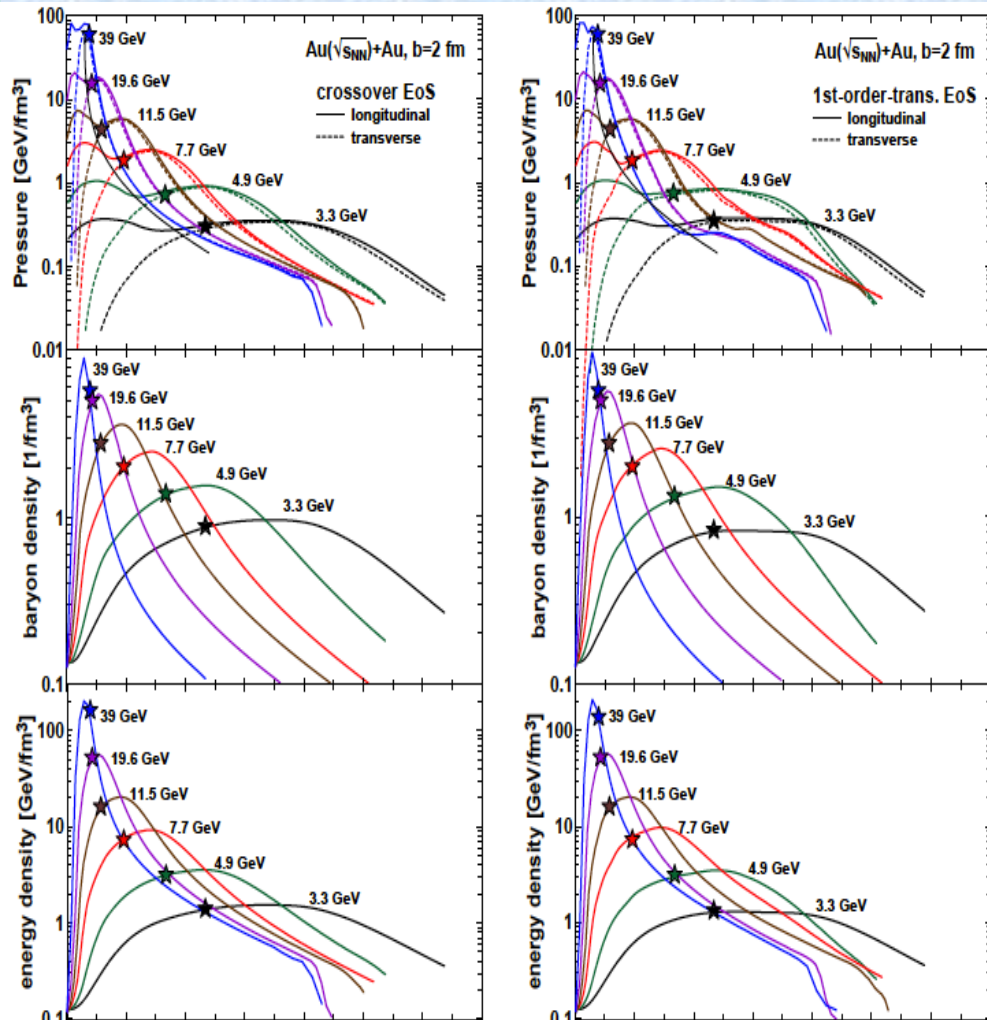 Pressure [GeV/fm³]
100
10
1
0.1
0.01
Au(√sNN)+Au, b=2 fm
crossover EoS
longitudinal
transverse
39 GeV
19.6 GeV
11.5 GeV
7.7 GeV
4.9 GeV
3.3 GeV
Pressure [GeV/fm³]
100
10
1
0.1
0.01
Au(√sNN)+Au, b=2 fm
1st-order-trans. EoS
longitudinal
transverse
39 GeV
19.6 GeV
11.5 GeV
7.7 GeV
4.9 GeV
3.3 GeV
baryon density [1/fm³]
1
0.1
39 GeV
19.6 GeV
11.5 GeV
7.7 GeV
4.9 GeV
3.3 GeV
baryon density [1/fm³]
1
0.1
39 GeV
19.6 GeV
11.5 GeV
7.7 GeV
4.9 GeV
3.3 GeV
energy density [GeV/fm³]
100
10
1
0.1
39 GeV
19.6 GeV
11.5 GeV
7.7 GeV
4.9 GeV
3.3 GeV
energy density [GeV/fm³]
100
10
1
0.1
39 GeV
19.6 GeV
11.5 GeV
7.7 GeV
4.9 GeV
3.3 GeV